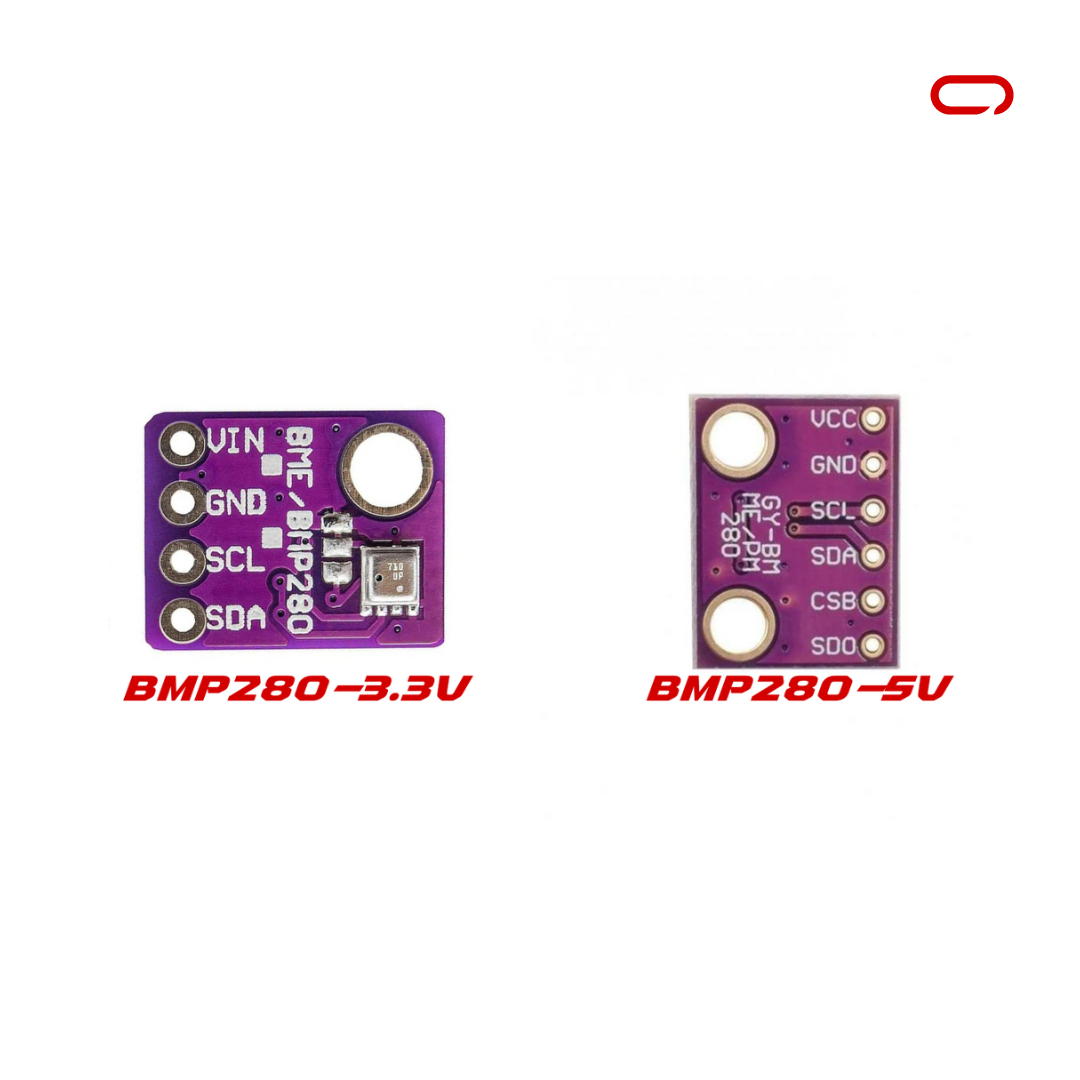 VIN
GND
SCL
SDA
BME/BMP280
710
UP
BMP280-3.3V
VCC
GND
SCL
SDA
CSB
SDO
GY-BM
ME/PM
280
BMP280-5V